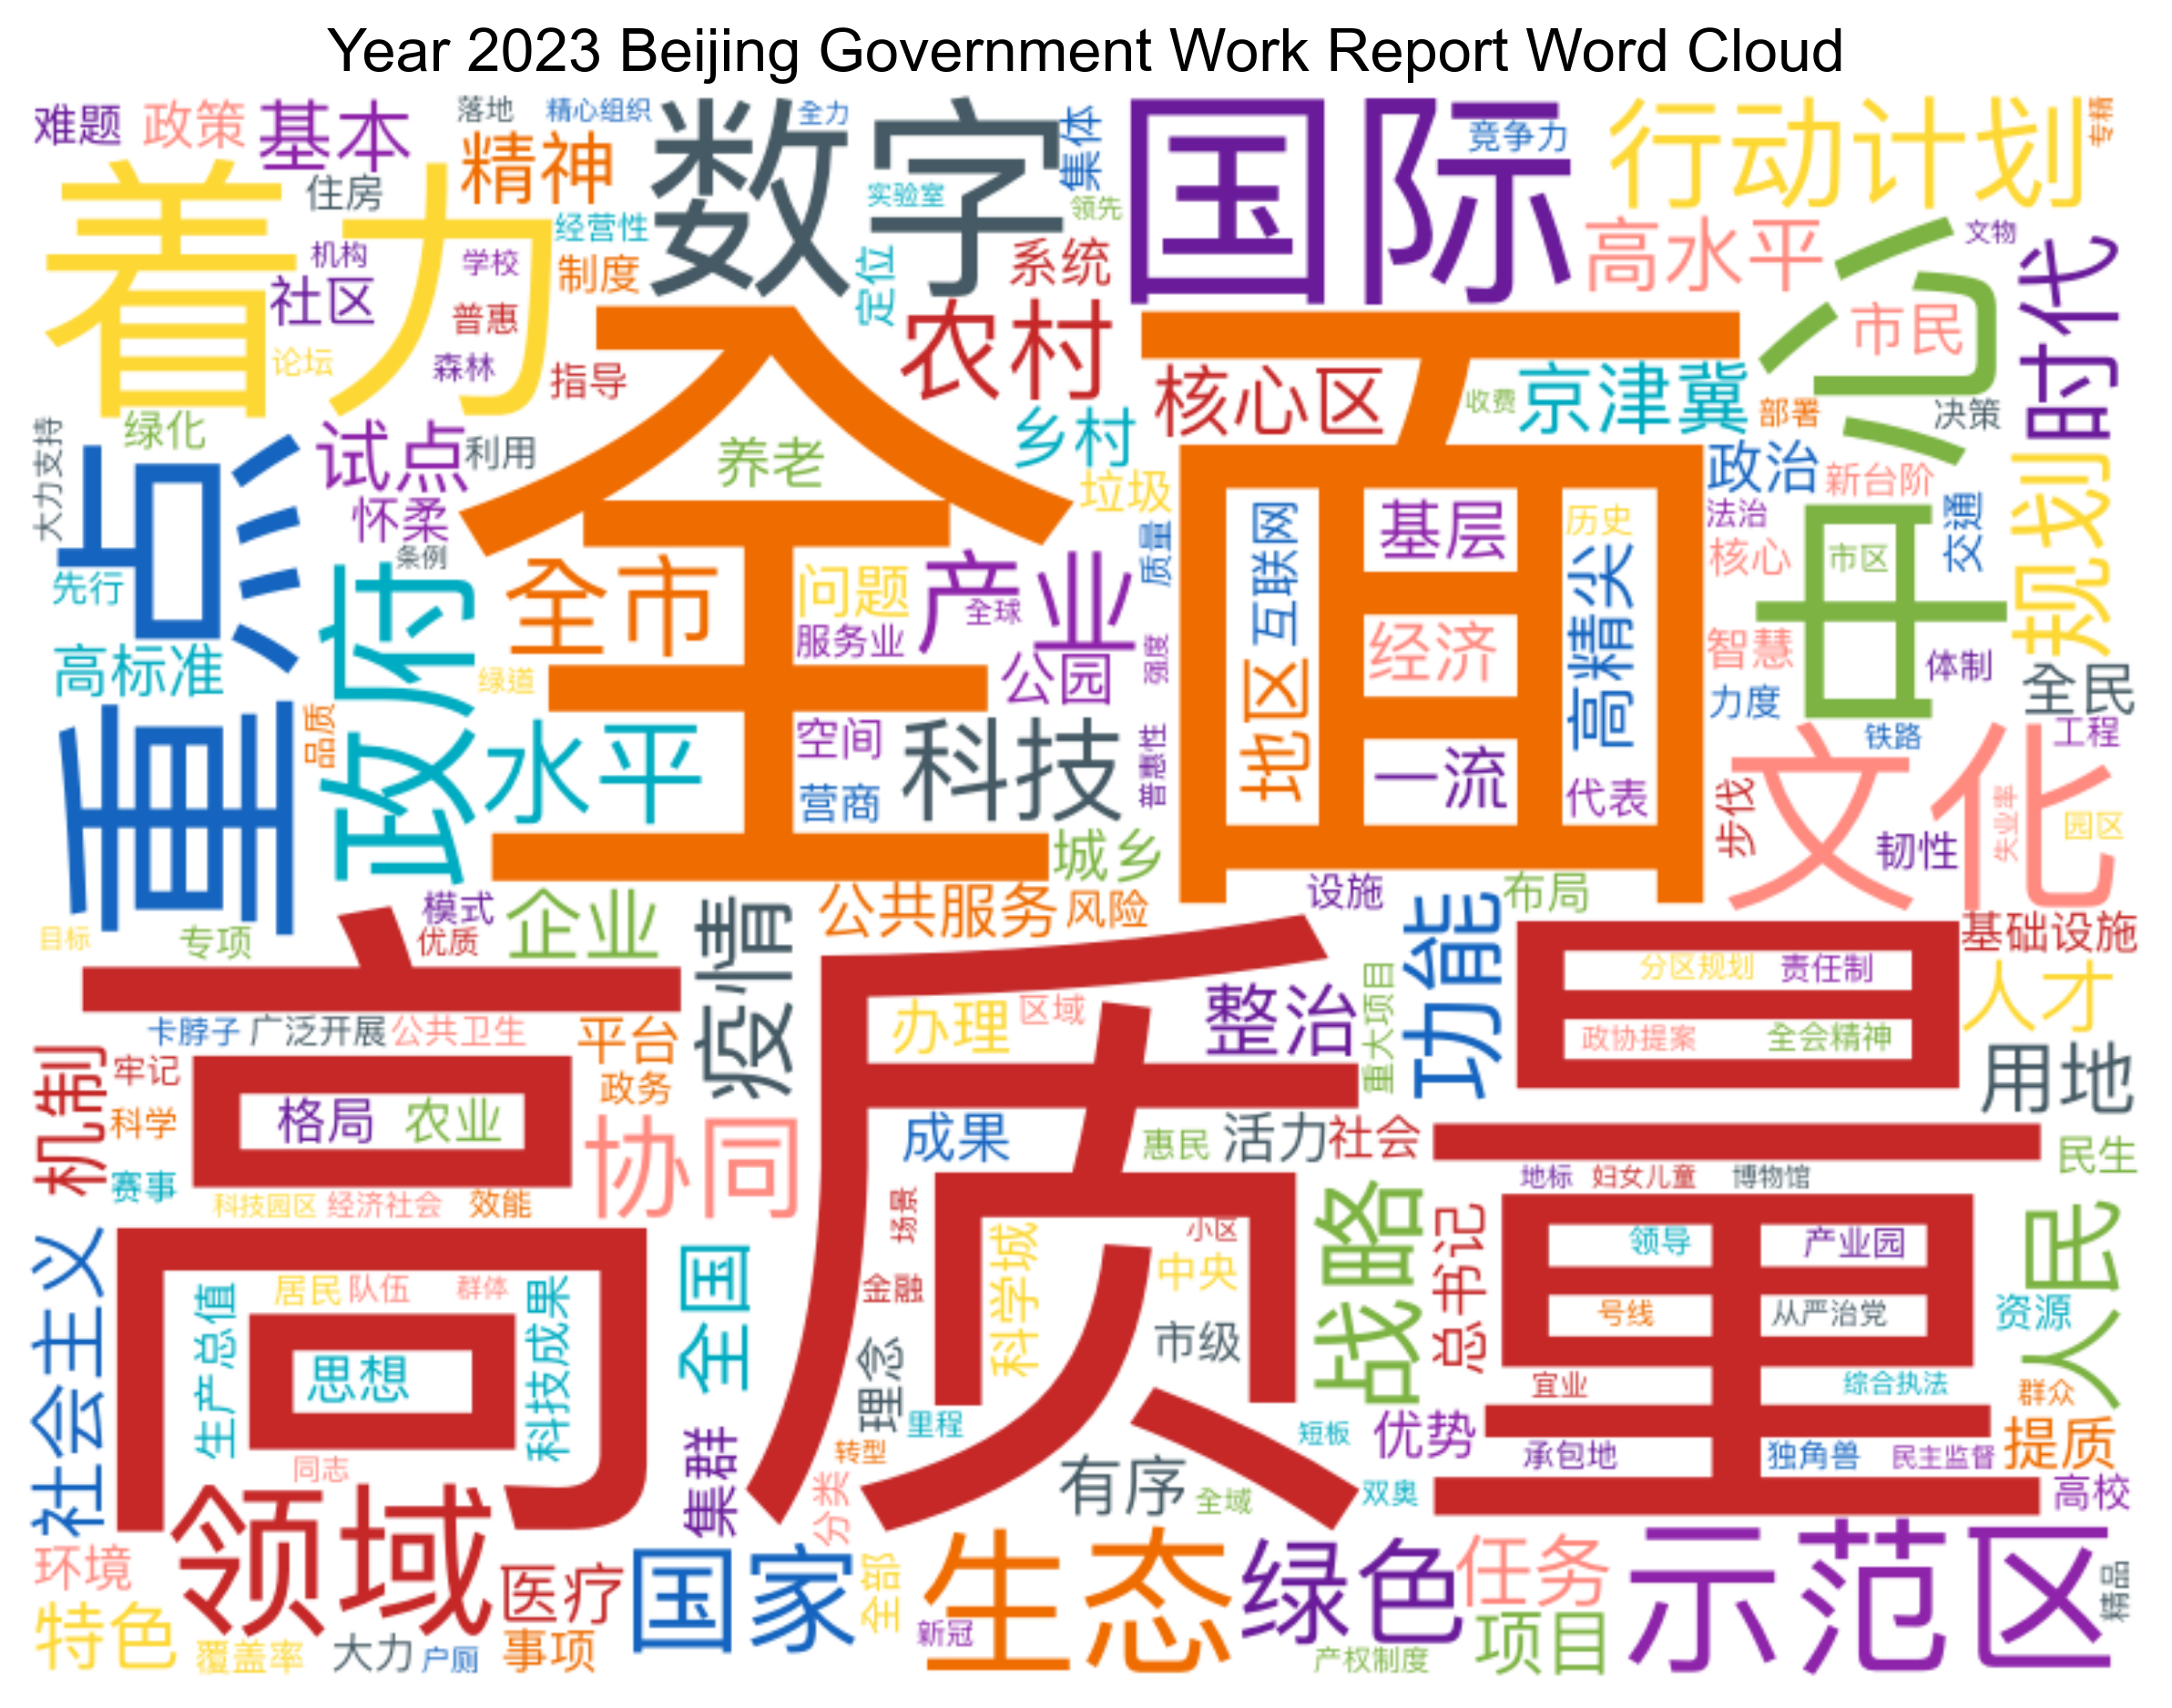 Year 2023 Beijing Government Work Report Word Cloud
难题
政策
基本
落地
精心组织
全力
数字
集体
国际
竞争力
行动计划
专精
着力
住房
精神
实验室
领先
经营性
高水平
文物
机构
学校
制度
定位
系统
中心
时代
社区
普惠
农村
市民
论坛
森林
指导
全面
核心区
收费
京津冀
部署
决策
绿化
试点
利用
养老
乡村
政治
新台阶
大力支持
重点
怀柔
垃圾
互联网
基层
历史
法治
交通
规划
条例
质量
高精尖
核心
市区
先行
政府
全市
问题
产业
全球
服务业
强度
经济
智慧
体制
高标准
绿道
公园
地区
力度
全民
品质
水平
空间
科技
普惠性
一流
铁路
工程
营商
代表
步伐
文化
失业率
园区
城乡
韧性
模式
企业
疫情
公共服务
风险
设施
布局
功能
目标
专项
优质
高质量
基础设施
分区规划
责任制
卡脖子
广泛开展
公共卫生
平台
办理
区域
整治
重大项目
人才
政协提案
全会精神
机制
牢记
政务
用地
科学
格局
农业
协同
成果
惠民
活力
社会
民生
赛事
地标
妇女儿童
博物馆
科技园区
经济社会
效能
场景
小区
战略
总书记
人民
社会主义
全国
科学城
领导
产业园
生产总值
居民
队伍
群体
科技成果
金融
中央
号线
从严治党
资源
思想
理念
市级
宜业
综合执法
群众
里程
短板
优势
提质
集群
转型
承包地
独角兽
民主监督
同志
分类
有序
全域
双奥
高校
领域
环境
医疗
国家
全部
生态
绿色
任务
示范区
精品
特色
覆盖率
大力
户厕
事项
新冠
产权制度
项目